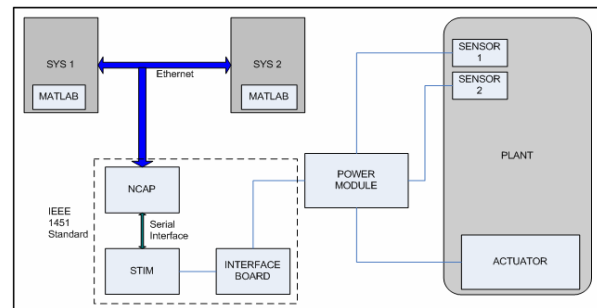 SYS 1
MATLAB
Ethernet
SYS 2
MATLAB
SENSOR
1
SENSOR
2
PLANT
POWER
MODULE
NCAP
IEEE
1451
Standard
Serial
Interface
STIM
INTERFACE
BOARD
ACTUATOR